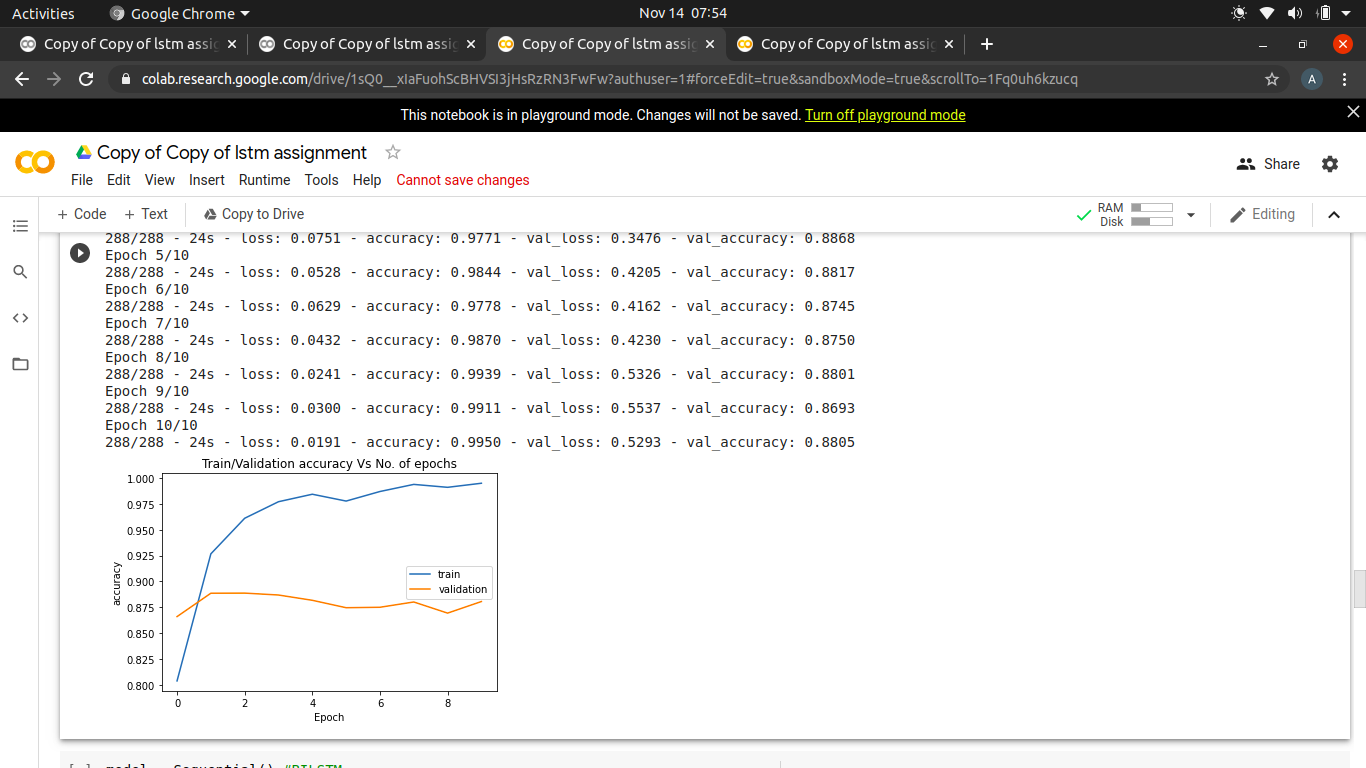 Activities Google Chrome Nov 14 07:54
Copy of Copy of lstm assig Copy of Copy of lstm assig Copy of Copy of lstm assig Copy of Copy of lstm assig
colab.research.google.com/drive/1sQ0__xIaFuohScBHVSI3jHsRzRN3FwFw?authuser=1#forceEdit=true&sandboxMode=true&scrollTo=1Fq0uh6kzucq A
This notebook is in playground mode. Changes will not be saved. Turn off playground mode
Copy of Copy of lstm assignment
Share
File Edit View Insert Runtime Tools Help Cannot save changes
+ Code + Text Copy to Drive RAM Disk Editing
288/288 - 24s - loss: 0.0751 - accuracy: 0.9771 - val_loss: 0.3476 - val_accuracy: 0.8868
Epoch 5/10
288/288 - 24s - loss: 0.0528 - accuracy: 0.9844 - val_loss: 0.4205 - val_accuracy: 0.8817
Epoch 6/10
288/288 - 24s - loss: 0.0629 - accuracy: 0.9778 - val_loss: 0.4162 - val_accuracy: 0.8745
Epoch 7/10
288/288 - 24s - loss: 0.0432 - accuracy: 0.9870 - val_loss: 0.4230 - val_accuracy: 0.8750
Epoch 8/10
288/288 - 24s - loss: 0.0241 - accuracy: 0.9939 - val_loss: 0.5326 - val_accuracy: 0.8801
Epoch 9/10
288/288 - 24s - loss: 0.0300 - accuracy: 0.9911 - val_loss: 0.5537 - val_accuracy: 0.8693
Epoch 10/10
288/288 - 24s - loss: 0.0191 - accuracy: 0.9950 - val_loss: 0.5293 - val_accuracy: 0.8805
Train/Validation accuracy Vs No. of epochs
1.000
0.975
0.950
0.925
0.900
0.875
0.850
0.825
0.800
accuracy
train
validation
0 2 4 6 8
Epoch
[ ] model = Sequential() #BILSTM